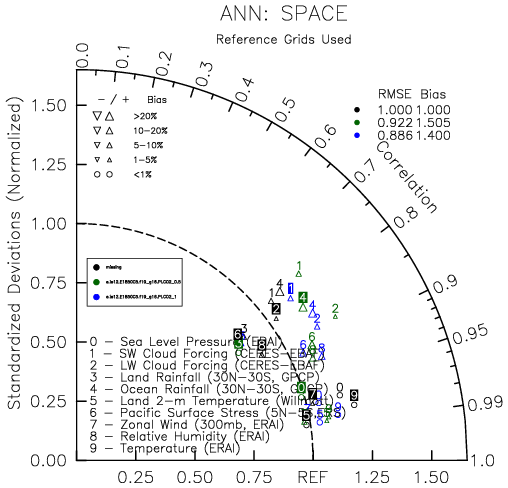 ANN: SPACE
Reference Grids Used
0.0
0.1
0.2
0.3
0.4
0.5
0.6
0.7
0.8
0.9
0.95
0.99
1.0
Correlation
RMSE Bias
1.000 1.000
0.922 1.505
0.886 1.400
− / + Bias
>20%
10−20%
5−10%
1−5%
<1%
Standardized Deviations (Normalized)
1.50
1.25
1.00
0.75
0.50
0.25
0.00
missing
0 − Sea Level Pressure (ERAI)
1 − SW Cloud Forcing (CERES−EBAF)
2 − LW Cloud Forcing (CERES−EBAF)
3 − Land Rainfall (30N−30S, GPCP)
4 − Ocean Rainfall (30N−30S, GPCP)
5 − Land 2−m Temperature (Willmott)
6 − Pacific Surface Stress (5N−5S, ERS)
7 − Zonal Wind (300mb, ERAI)
8 − Relative Humidity (ERAI)
9 − Temperature (ERAI)
0.25 0.50 0.75 REF 1.25 1.50